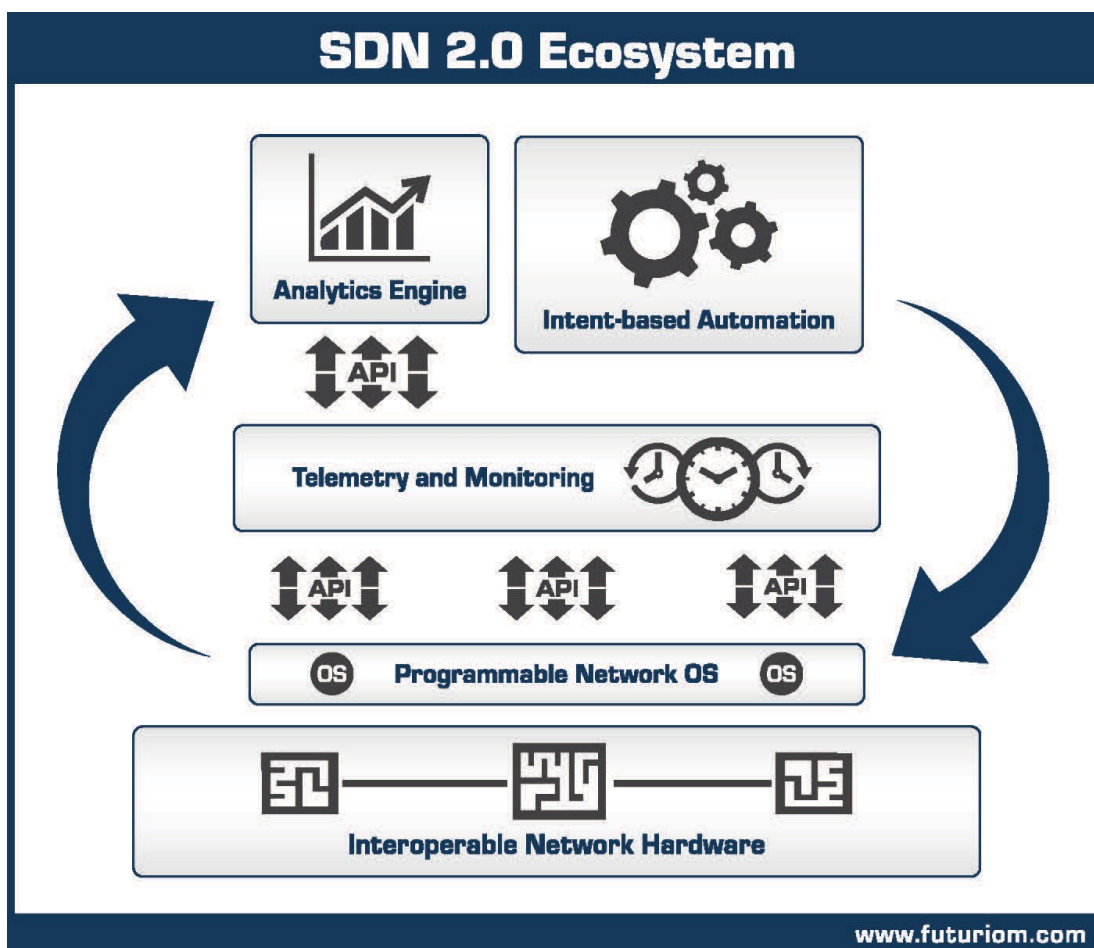 SDN 2.0 Ecosystem
Analytics Engine
Intent-based Automation
API
Telemetry and Monitoring
API API API
OS Programmable Network OS OS
Interoperable Network Hardware
www.futuriom.com